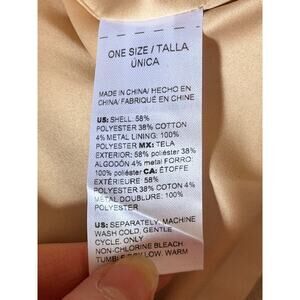 ONE SIZE / TALLA
ÚNICA
MADE IN CHINA/ HECHO EN
CHINA/ FABRIQUÉ EN CHINE
US: SHELL: 58%
POLYESTER 38% COTTON
4% METAL LINING: 100%
POLYESTER MX: TELA
EXTERIOR: 58% poliéster 38%
ALGODÓN 4% metal FORRO:
100% poliéster CA: ÉTOFFE
EXTÉRIEURE: 58%
POLYESTER 38% COTON 4%
METAL DOUBLURE: 100%
POLYESTER
US: SEPARATELY, MACHINE
WASH COLD, GENTLE
CYCLE. ONLY
NON-CHLORINE BLEACH.
TUMBLE DRY LOW. WARM